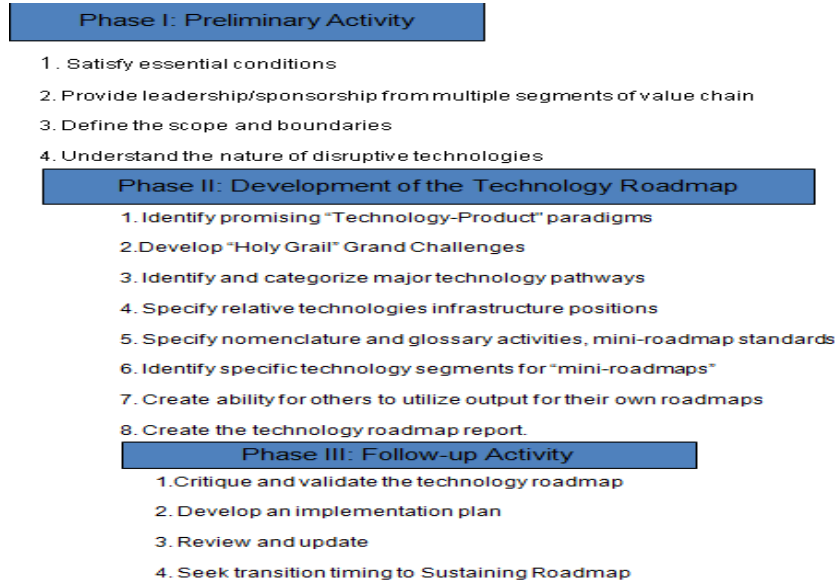 Phase I: Preliminary Activity
1. Satisfy essential conditions
2. Provide leadership/sponsorship from multiple segments of value chain
3. Define the scope and boundaries
4. Understand the nature of disruptive technologies
Phase II: Development of the Technology Roadmap
1. Identify promising “Technology-Product” paradigms
2.Develop “Holy Grail” Grand Challenges
3. Identify and categorize major technology pathways
4. Specify relative technologies infrastructure positions
5. Specify nomenclature and glossary activities, mini-roadmap standards
6. Identify specific technology segments for “mini-roadmaps”
7. Create ability for others to utilize output for their own roadmaps
8. Create the technology roadmap report.
Phase III: Follow-up Activity
1.Critique and validate the technology roadmap
2. Develop an implementation plan
3. Review and update
4. Seek transition timing to Sustaining Roadmap